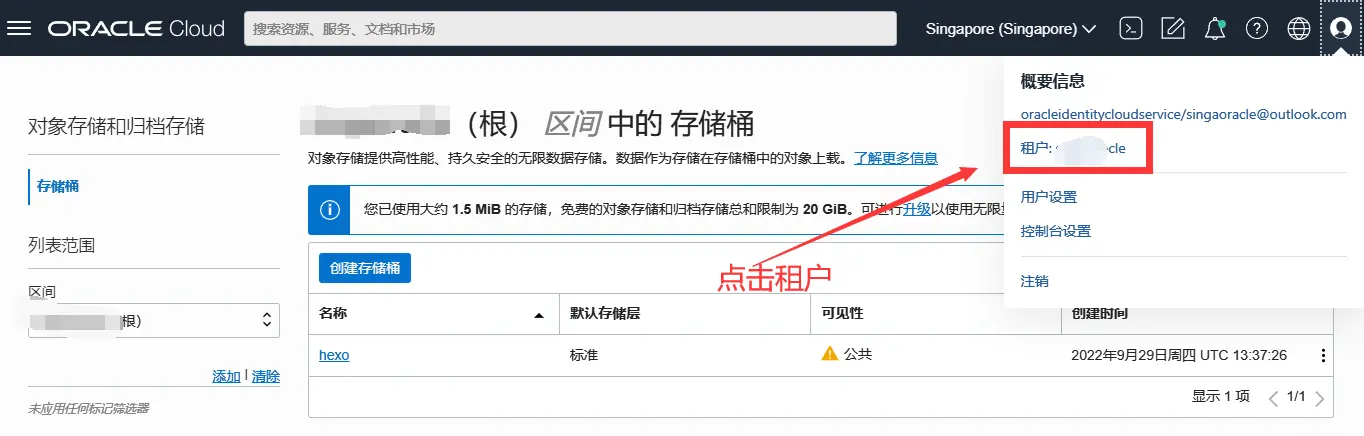 ORACLE Cloud
搜索资源、服务、文档和市场
Singapore (Singapore)
概要信息
oracleidentitycloudservice/singaoracle@outlook.com
租户:
用户设置
控制台设置
注销
对象存储和归档存储
存储桶
列表范围
区间
根）
添加 | 清除
未应用任何标记筛选器
（根） 区间 中的 存储桶
对象存储提供高性能、持久安全的无限数据存储。数据作为存储在存储桶中的对象上载。了解更多信息
您已使用大约 1.5 MiB 的存储，免费的对象存储和归档存储总和限制为 20 GiB。可进行升级以使用无限
点击租户
创建存储桶
名称 默认存储层 可见性 创建时间
hexo 标准 公共 2022年9月29日周四 UTC 13:37:26
显示 1 项 1/1